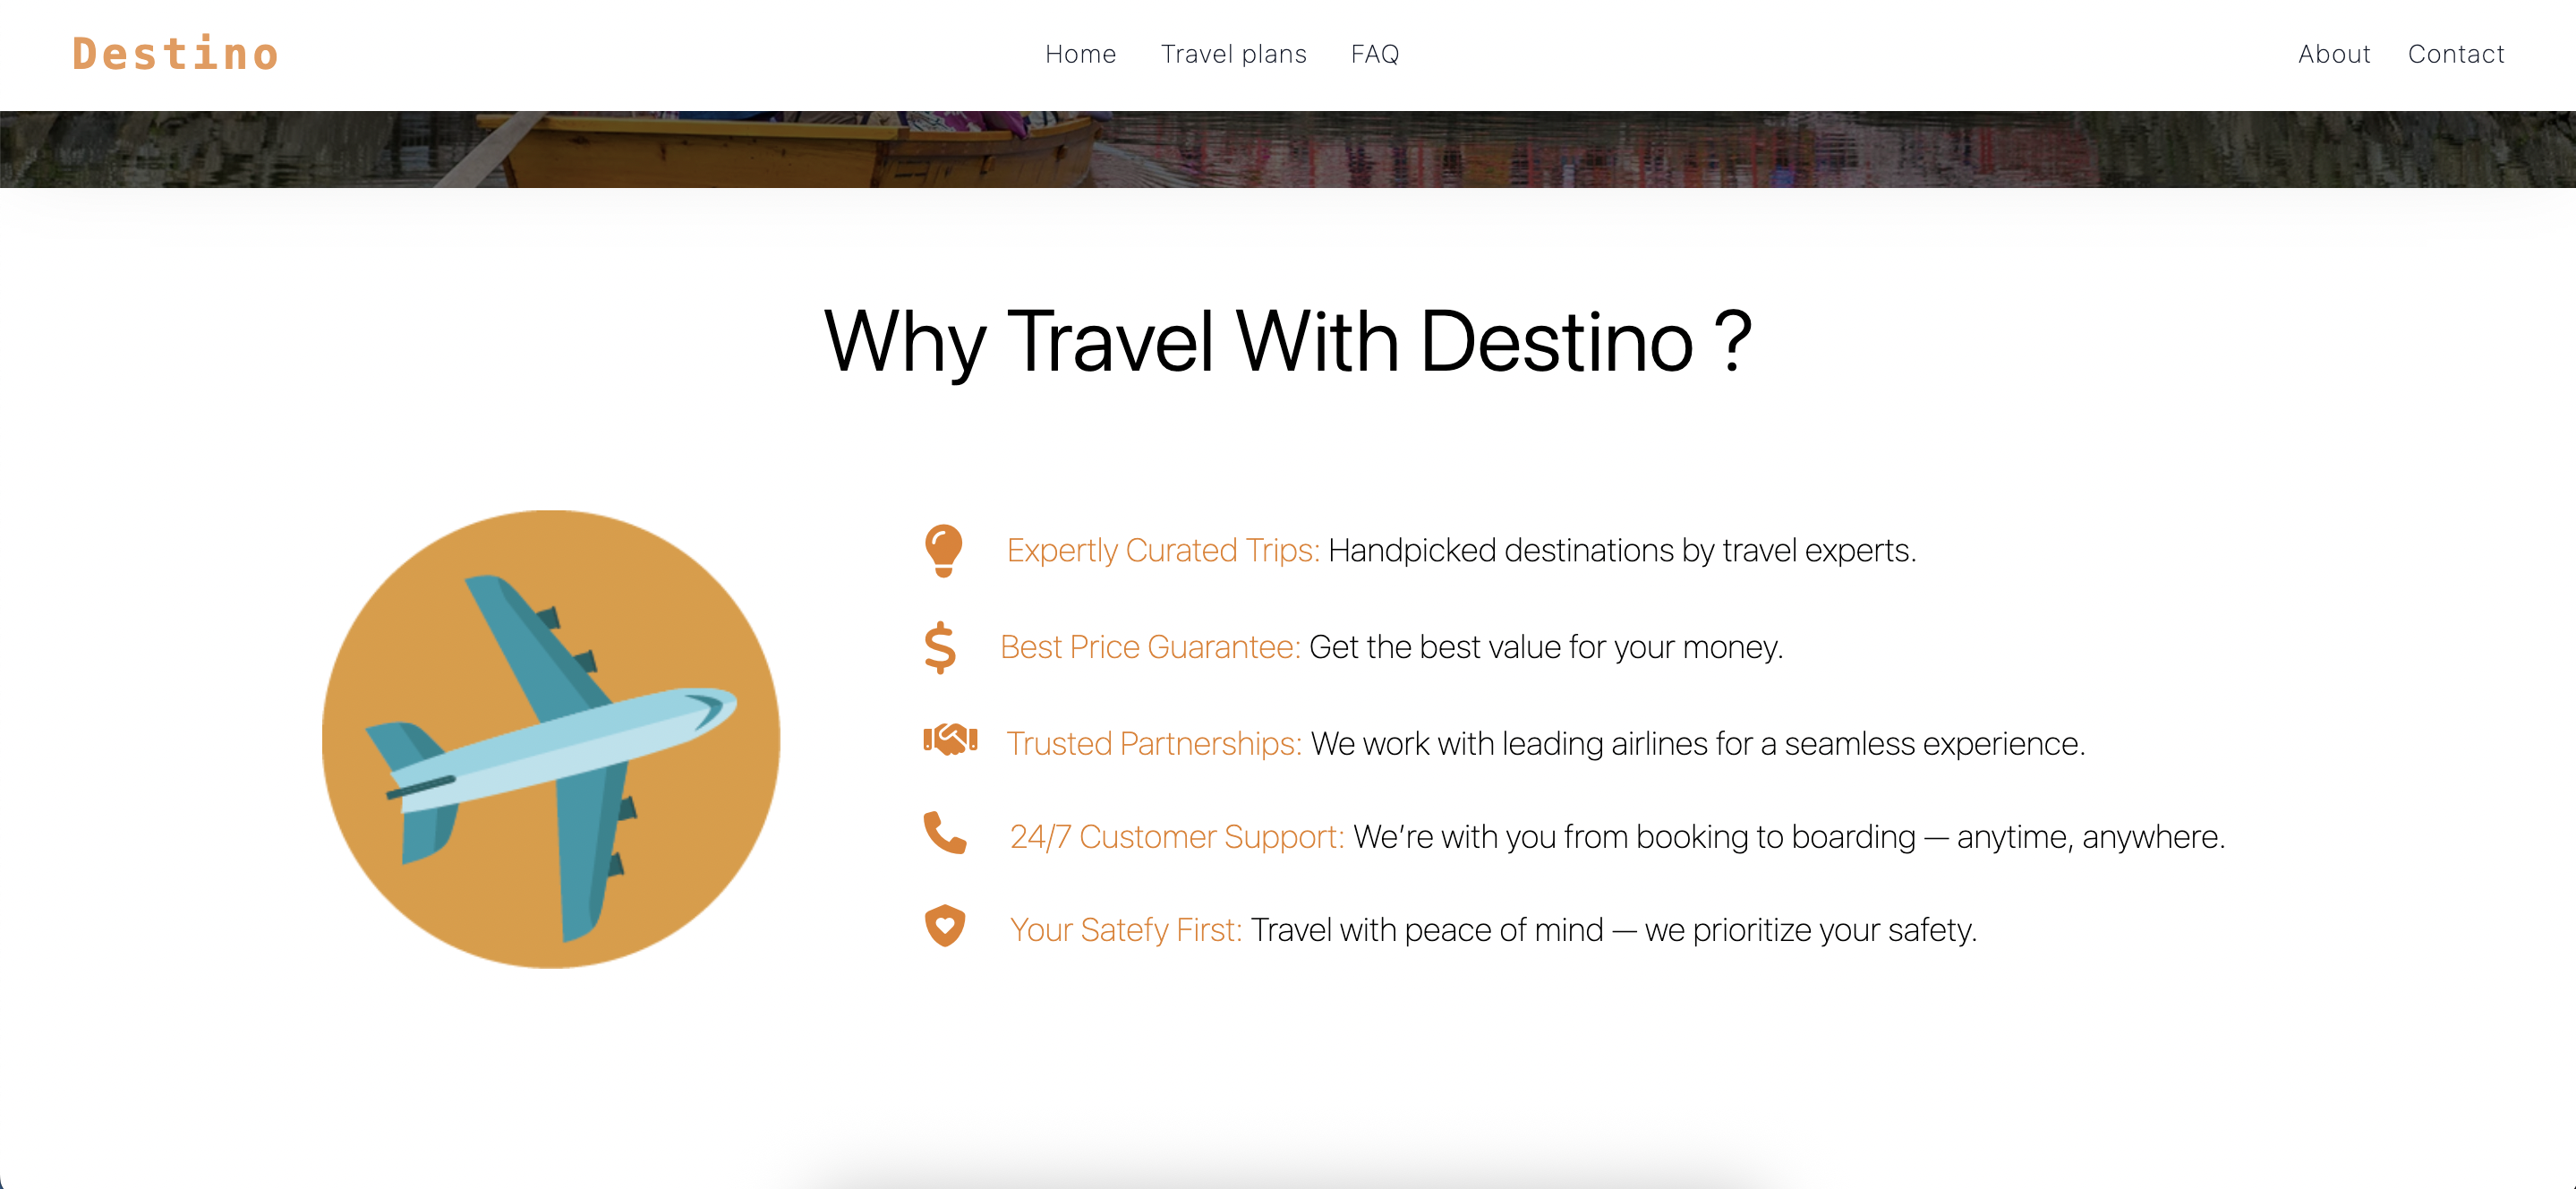 Destino
Home Travel plans FAQ
About Contact
Why Travel With Destino ?
Expertly Curated Trips: Handpicked destinations by travel experts.
Best Price Guarantee: Get the best value for your money.
Trusted Partnerships: We work with leading airlines for a seamless experience.
24/7 Customer Support: We’re with you from booking to boarding — anytime, anywhere.
Your Satefy First: Travel with peace of mind — we prioritize your safety.